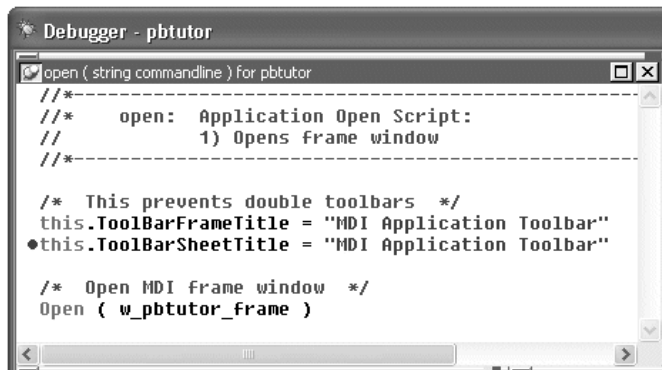 Debugger - pbtutor
open ( string commandline ) for pbtutor
//*---------------------------------------------------------------
//*    open:  Application Open Script:
//            1) Opens frame window
//*---------------------------------------------------------------
/*  This prevents double toolbars  */
this.ToolBarFrameTitle = "MDI Application Toolbar"
this.ToolBarSheetTitle = "MDI Application Toolbar"
/*  Open MDI frame window  */
Open ( w_pbtutor_frame )